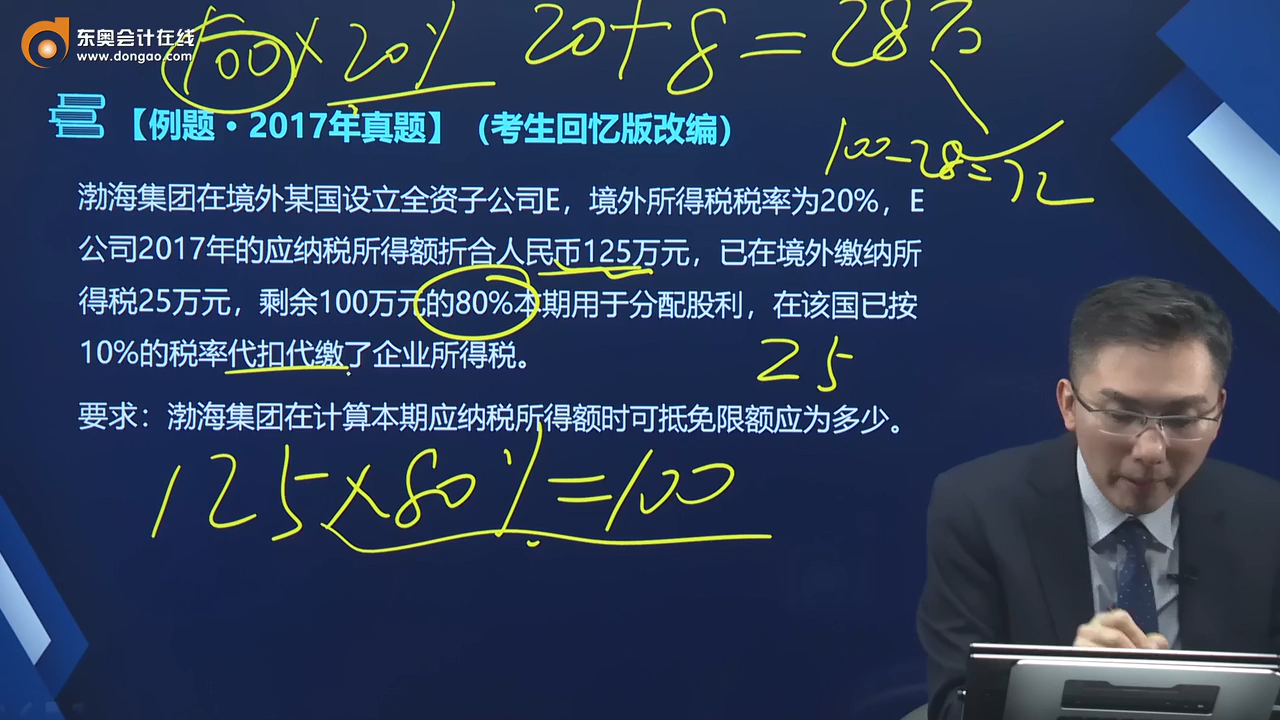 100×20% 20+8=28万
东奥会计在线
www.dongao.com
100-28=72
【例题·2017年真题】（考生回忆版改编）
渤海集团在境外某国设立全资子公司E，境外所得税税率为20%，E
公司2017年的应纳税所得额折合人民币125万元，已在境外缴纳所
得税25万元，剩余100万元的80%本期用于分配股利，在该国已按
10%的税率代扣代缴了企业所得税。
25
要求：渤海集团在计算本期应纳税所得额时可抵免限额应为多少。
125×80%=100